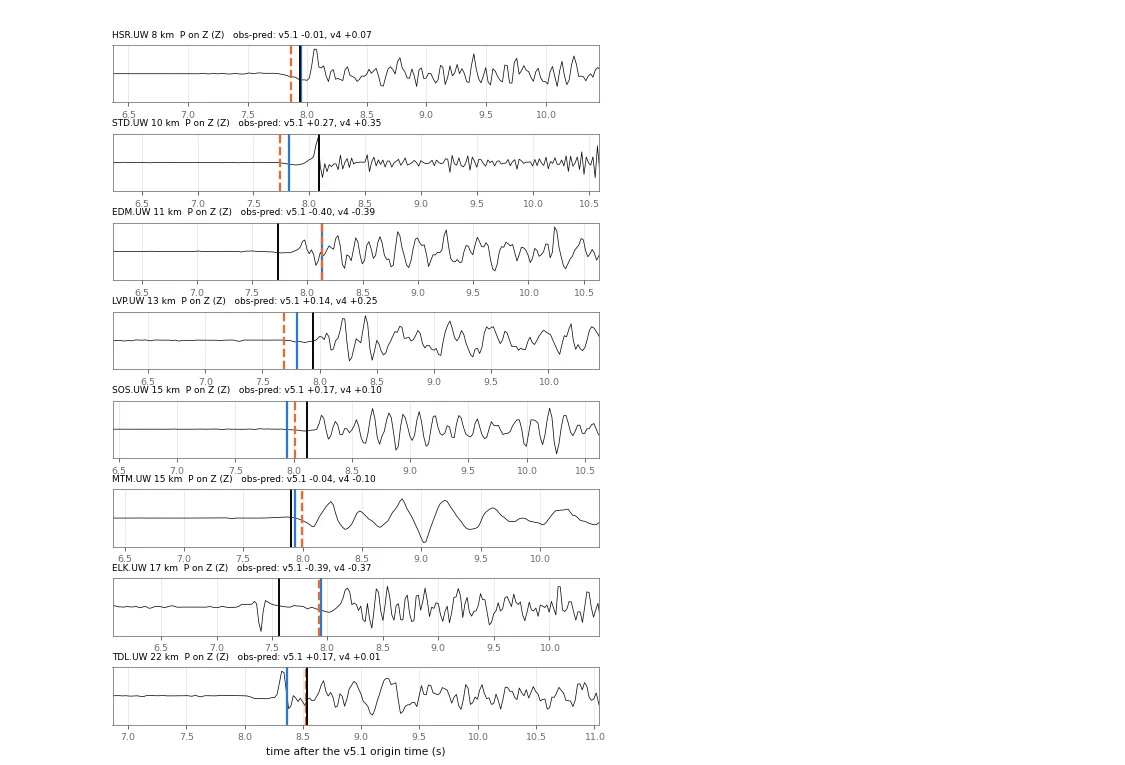 HSR.UW 8 km P on Z (Z) obs-pred: v5.1 -0.01, v4 +0.07
6.5 7.0 7.5 8.0 8.5 9.0 9.5 10.0
STD.UW 10 km P on Z (Z) obs-pred: v5.1 +0.27, v4 +0.35
6.5 7.0 7.5 8.0 8.5 9.0 9.5 10.0 10.5
EDM.UW 11 km P on Z (Z) obs-pred: v5.1 -0.40, v4 -0.39
6.5 7.0 7.5 8.0 8.5 9.0 9.5 10.0 10.5
LVP.UW 13 km P on Z (Z) obs-pred: v5.1 +0.14, v4 +0.25
6.5 7.0 7.5 8.0 8.5 9.0 9.5 10.0
SOS.UW 15 km P on Z (Z) obs-pred: v5.1 +0.17, v4 +0.10
6.5 7.0 7.5 8.0 8.5 9.0 9.5 10.0 10.5
MTM.UW 15 km P on Z (Z) obs-pred: v5.1 -0.04, v4 -0.10
6.5 7.0 7.5 8.0 8.5 9.0 9.5 10.0
ELK.UW 17 km P on Z (Z) obs-pred: v5.1 -0.39, v4 -0.37
6.5 7.0 7.5 8.0 8.5 9.0 9.5 10.0
TDL.UW 22 km P on Z (Z) obs-pred: v5.1 +0.17, v4 +0.01
7.0 7.5 8.0 8.5 9.0 9.5 10.0 10.5 11.0
time after the v5.1 origin time (s)